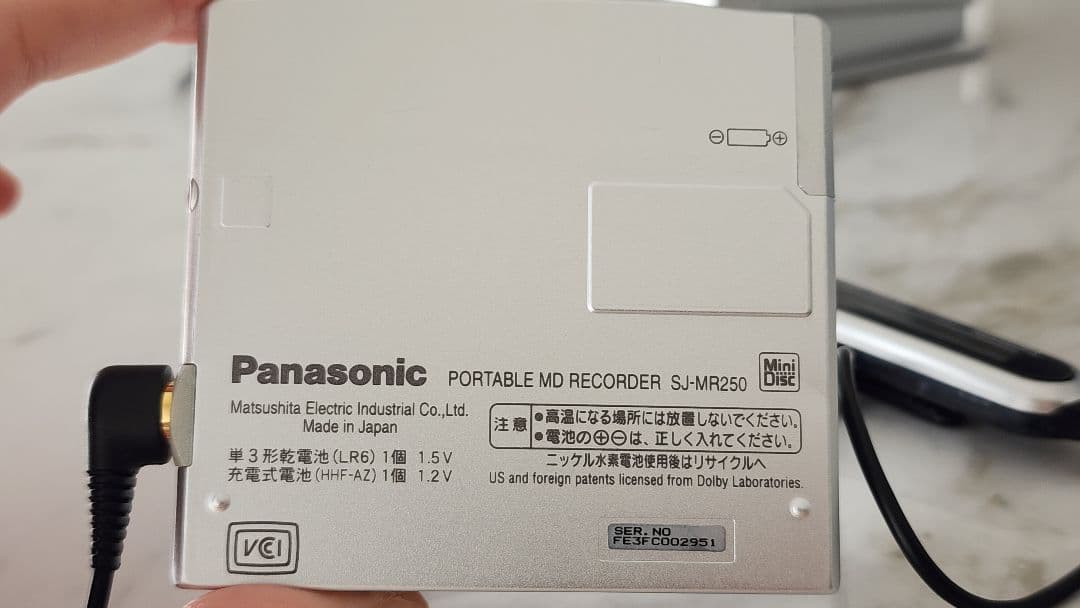 ⊖ ⊕
Panasonic PORTABLE MD RECORDER SJ-MR250
Mini Disc
Matsushita Electric Industrial Co.,Ltd.
Made in Japan
注意
●高温になる場所には放置しないでください。
●電池の⊕⊖は、正しく入れてください。
単3形乾電池(LR6)1個 1.5V
充電式電池(HHF-AZ)1個 1.2V
ニッケル水素電池使用後はリサイクルへ
US and foreign patents licensed from Dolby Laboratories.
VCI
SER. NO
FE3FC002951